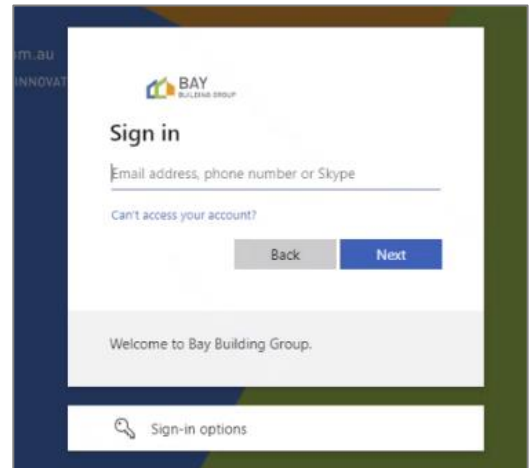 om.au
INNOVAT
BAY
BUILDING GROUP
Sign in
Email address, phone number or Skype
Can't access your account?
Back
Next
Welcome to Bay Building Group.
Sign-in options